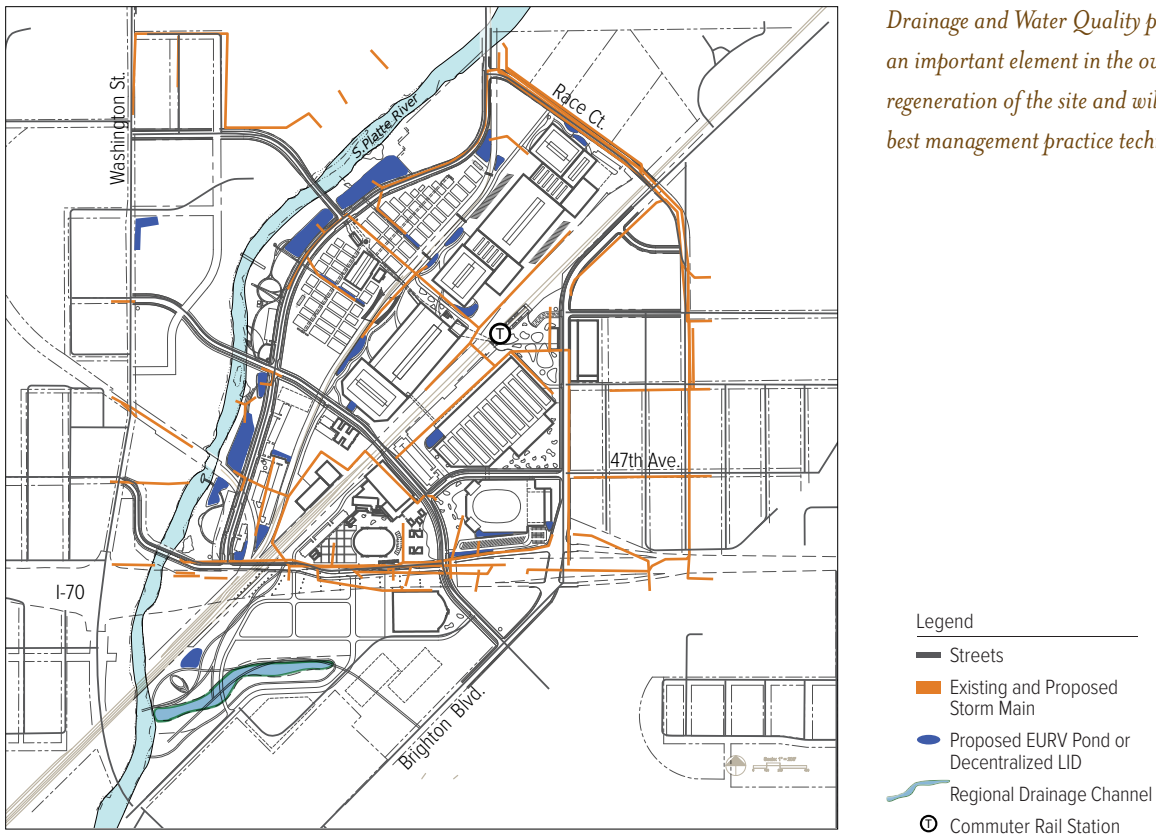 Drainage and Water Quality p
an important element in the ov
regeneration of the site and wil
best management practice tech
Washington St.
S. Platte River
Race Ct.
T
47th Ave.
I-70
Brighton Blvd.
Legend
Streets
Existing and Proposed
Storm Main
Proposed EURV Pond or
Decentralized LID
Regional Drainage Channel
T Commuter Rail Station